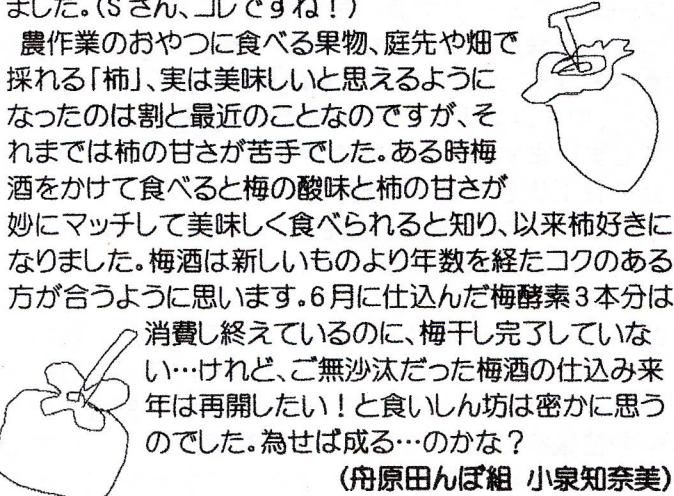 ました。(Sさん、コレですね!)
農作業のおやつに食べる果物、庭先や畑で
採れる「柿」、実は美味しいと思えるように
なったのは割と最近のことなのですが、そ
れまでは柿の甘さが苦手でした。ある時梅
酒をかけて食べると梅の酸味と柿の甘さが
妙にマッチして美味しく食べられると知り、以来柿好きに
なりました。梅酒は新しいものより年数を経たコクのある
方が合うように思います。6月に仕込んだ梅酵素3本分は
消費し終えているのに、梅干し完了していな
い…けれど、ご無沙汰だった梅酒の仕込み来
年は再開したい!と食いしん坊は密かに思う
のでした。為せば成る…のかな?
(舟原田んぼ組 小泉知奈美)